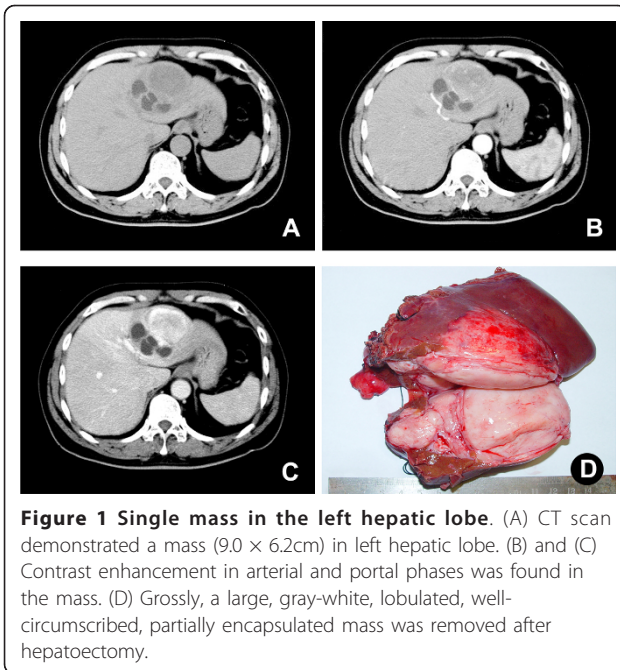 A
B
C
D
Figure 1 Single mass in the left hepatic lobe. (A) CT scan
demonstrated a mass (9.0 × 6.2cm) in left hepatic lobe. (B) and (C)
Contrast enhancement in arterial and portal phases was found in
the mass. (D) Grossly, a large, gray-white, lobulated, well-
circumscribed, partially encapsulated mass was removed after
hepatoectomy.